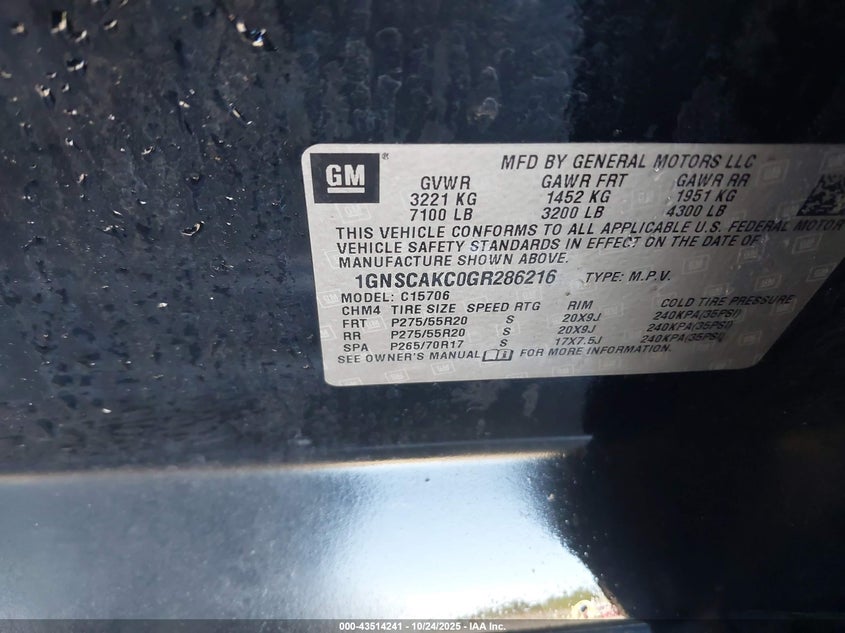 GM ®
MFD BY GENERAL MOTORS LLC
GVWR GAWR FRT GAWR RR
3221 KG 1452 KG 1951 KG
7100 LB 3200 LB 4300 LB
THIS VEHICLE CONFORMS TO ALL APPLICABLE U.S. FEDERAL MOTOR
VEHICLE SAFETY STANDARDS IN EFFECT ON THE DATE OF
MANUFACTURE SHOWN ABOVE.
1GNSCAKC0GR286216 TYPE: M.P.V.
MODEL: C15706
CHM4 TIRE SIZE SPEED RTG RIM COLD TIRE PRESSURE
FRT P275/55R20 S 20X9J 240KPA(35PSI)
RR P275/55R20 S 20X9J 240KPA(35PSI)
SPA P265/70R17 S 17X7.5J 240KPA(35PSI)
SEE OWNER'S MANUAL FOR MORE INFORMATION.
000-43514241 - 10/24/2025 - IAA Inc.